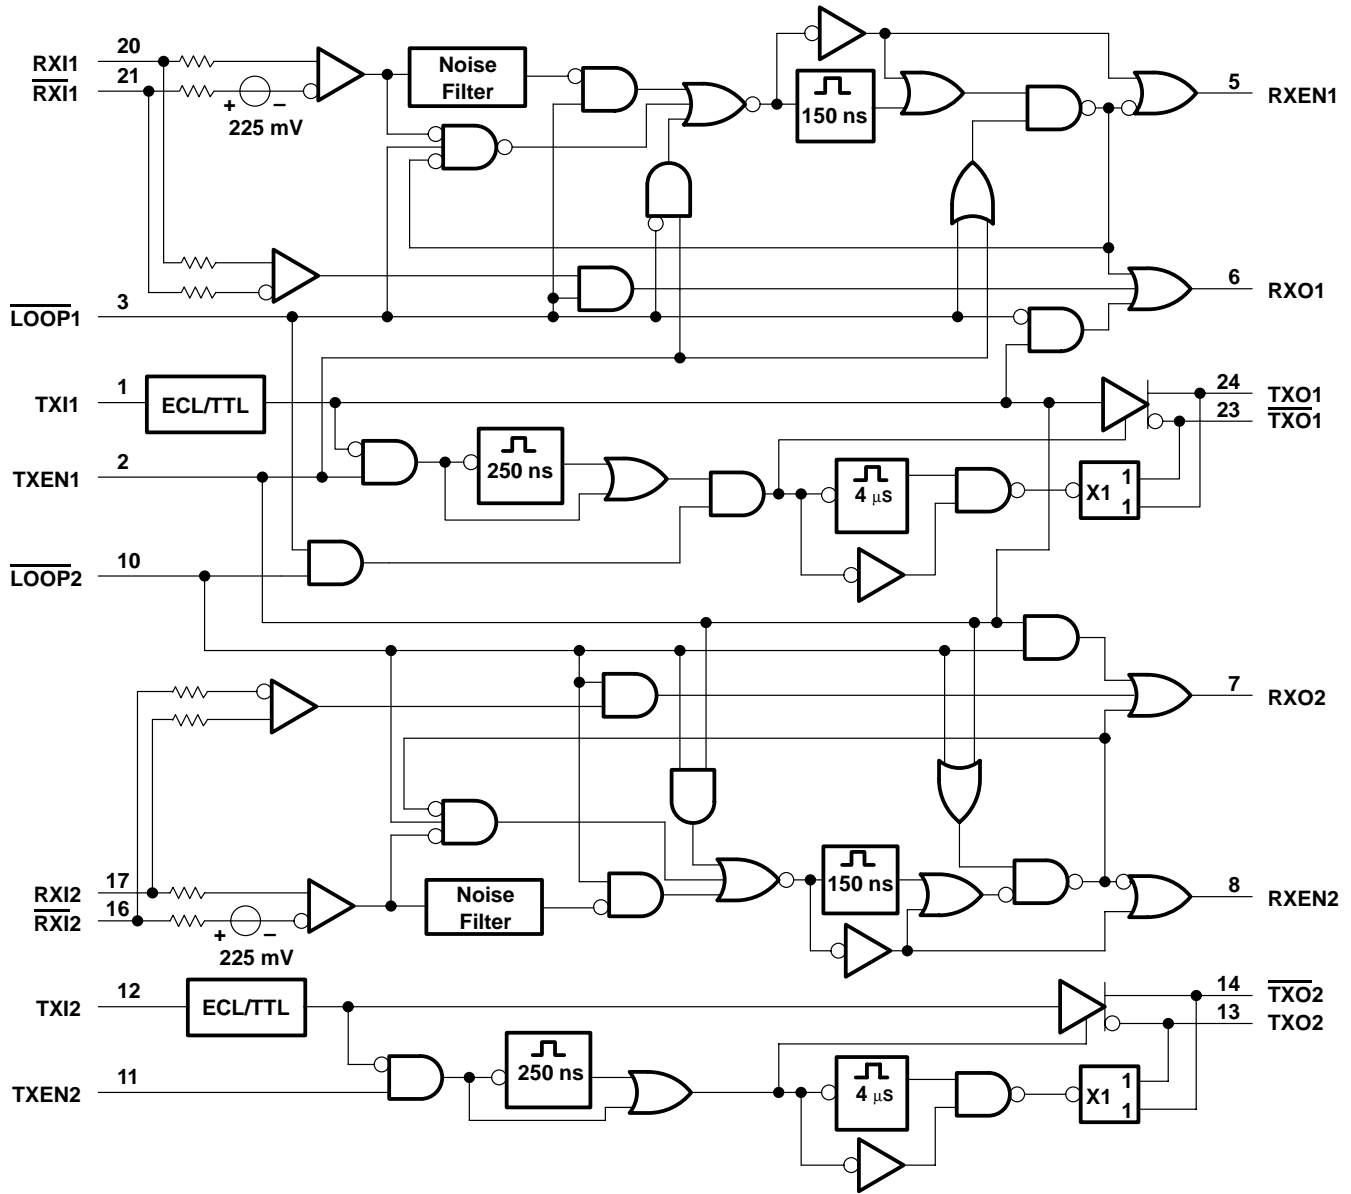 RXI1 20
RXI1 21
+ −
225 mV
Noise
Filter
150 ns
5 RXEN1
6 RXO1
LOOP1 3
TXI1 1
ECL/TTL
24 TXO1
23 TXO1
TXEN1 2
250 ns
4 μs
X1 1
1
LOOP2 10
7 RXO2
RXI2 17
RXI2 16
+ −
225 mV
Noise
Filter
150 ns
8 RXEN2
TXI2 12
ECL/TTL
14 TXO2
13 TXO2
TXEN2 11
250 ns
4 μs
X1 1
1